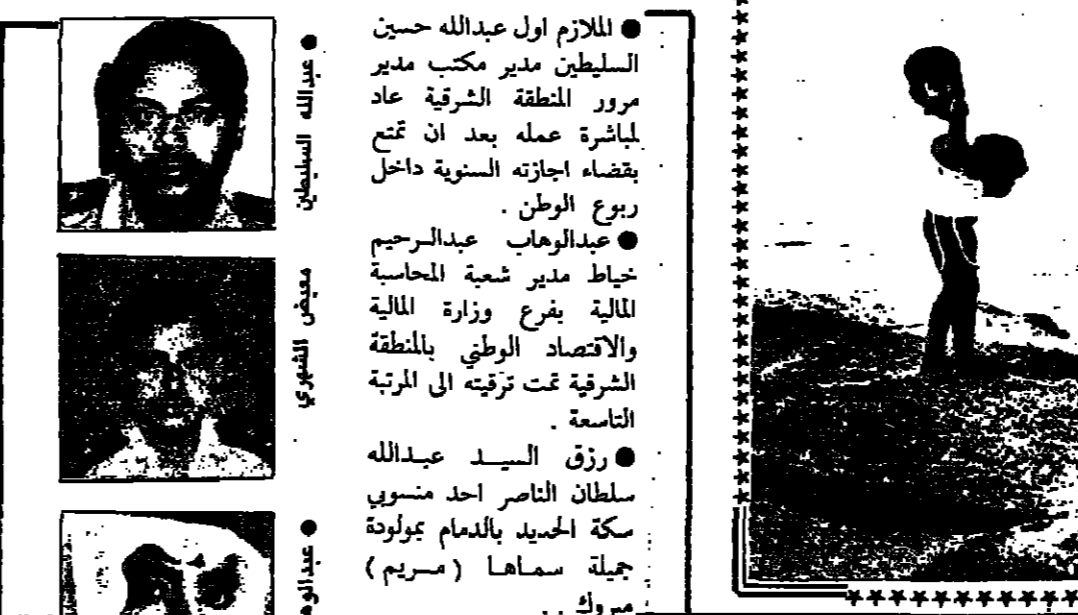 ● الملازم اول عبدالله حسين
السليطين مدير مكتب مدير
مرور المنطقة الشرقية عاد
لمباشرة عمله بعد ان تمتع
بقضاء اجازته السنوية داخل
ربوع الوطن .
● عبدالوهاب عبدالرحيم
خياط مدير شعبة المحاسبة
المالية بفرع وزارة المالية
والاقتصاد الوطني بالمنطقة
الشرقية تمت ترقيته الى المرتبة
التاسعة .
● رزق السيد عبدالله
سلطان الناصر احد منسوبي
سكة الحديد بالدمام بمولودة
جميلة سماها ( مريم )
مبروك . .
● عبدالله السليطين
معيض الشهري